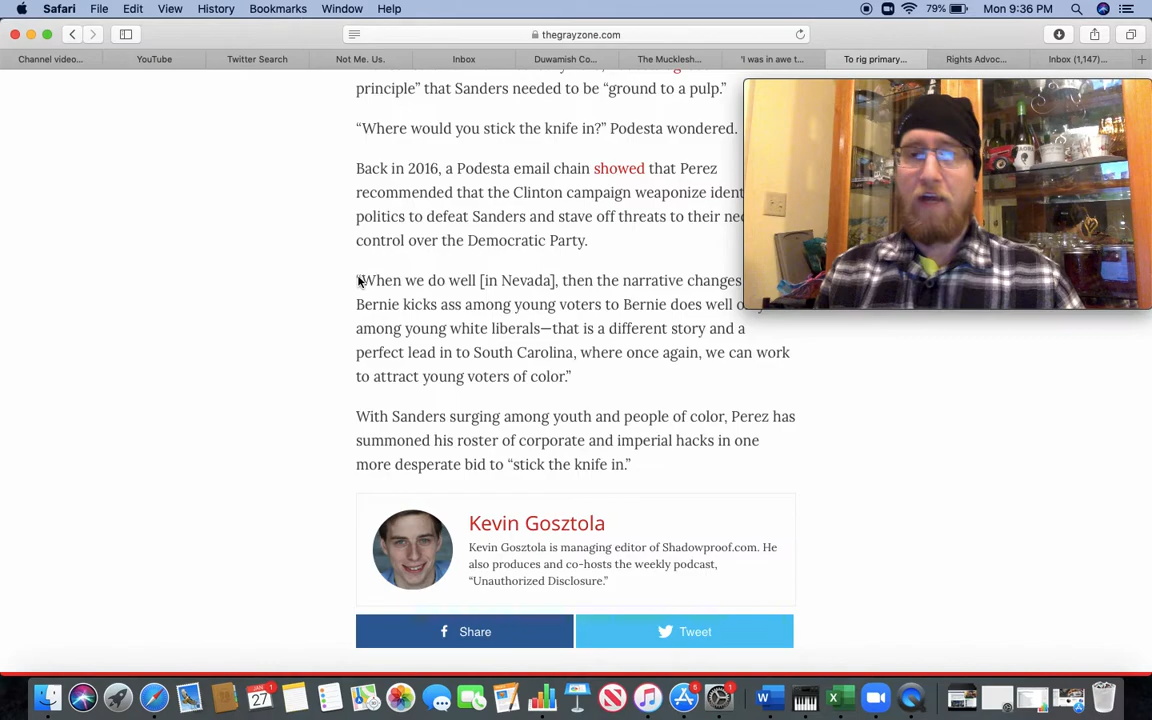 Safari File Edit View History Bookmarks Window Help 79% Mon 9:36 PM
thegrayzone.com
Channel video... YouTube Twitter Search Not Me. Us. Inbox Duwamish Co... The Mucklesh... 'I was in awe t... To rig primary... Rights Advoc... Inbox (1,147)...
principle” that Sanders needed to be “ground to a pulp.”
“Where would you stick the knife in?” Podesta wondered.
Back in 2016, a Podesta email chain showed that Perez
recommended that the Clinton campaign weaponize ident
politics to defeat Sanders and stave off threats to their
control over the Democratic Party.
“When we do well [in Nevada], then the narrative changes
Bernie kicks ass among young voters to Bernie does well
among young white liberals—that is a different story and a
perfect lead in to South Carolina, where once again, we can work
to attract young voters of color.”
With Sanders surging among youth and people of color, Perez has
summoned his roster of corporate and imperial hacks in one
more desperate bid to “stick the knife in.”
Kevin Gosztola
Kevin Gosztola is managing editor of Shadowproof.com. He
also produces and co-hosts the weekly podcast,
“Unauthorized Disclosure.”
Share Tweet
JAN 1
27 6 1